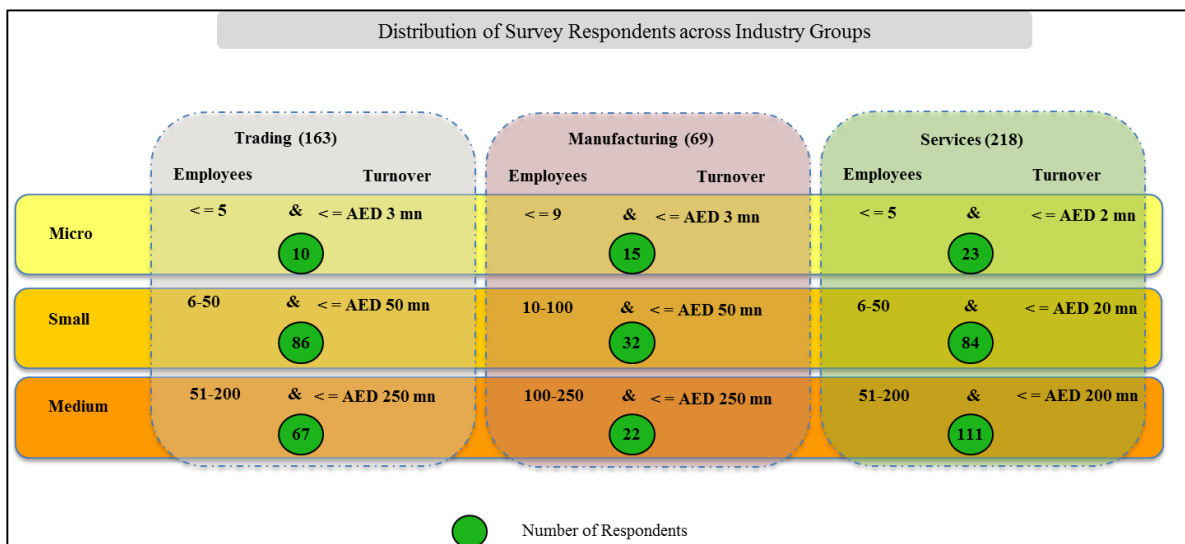 Distribution of Survey Respondents across Industry Groups
Trading (163) Manufacturing (69) Services (218)
Employees Turnover Employees Turnover Employees Turnover
Micro < = 5 & < = AED 3 mn < = 9 & < = AED 3 mn < = 5 & < = AED 2 mn
10 15 23
Small 6-50 & < = AED 50 mn 10-100 & < = AED 50 mn 6-50 & < = AED 20 mn
86 32 84
Medium 51-200 & < = AED 250 mn 100-250 & < = AED 250 mn 51-200 & < = AED 200 mn
67 22 111
Number of Respondents